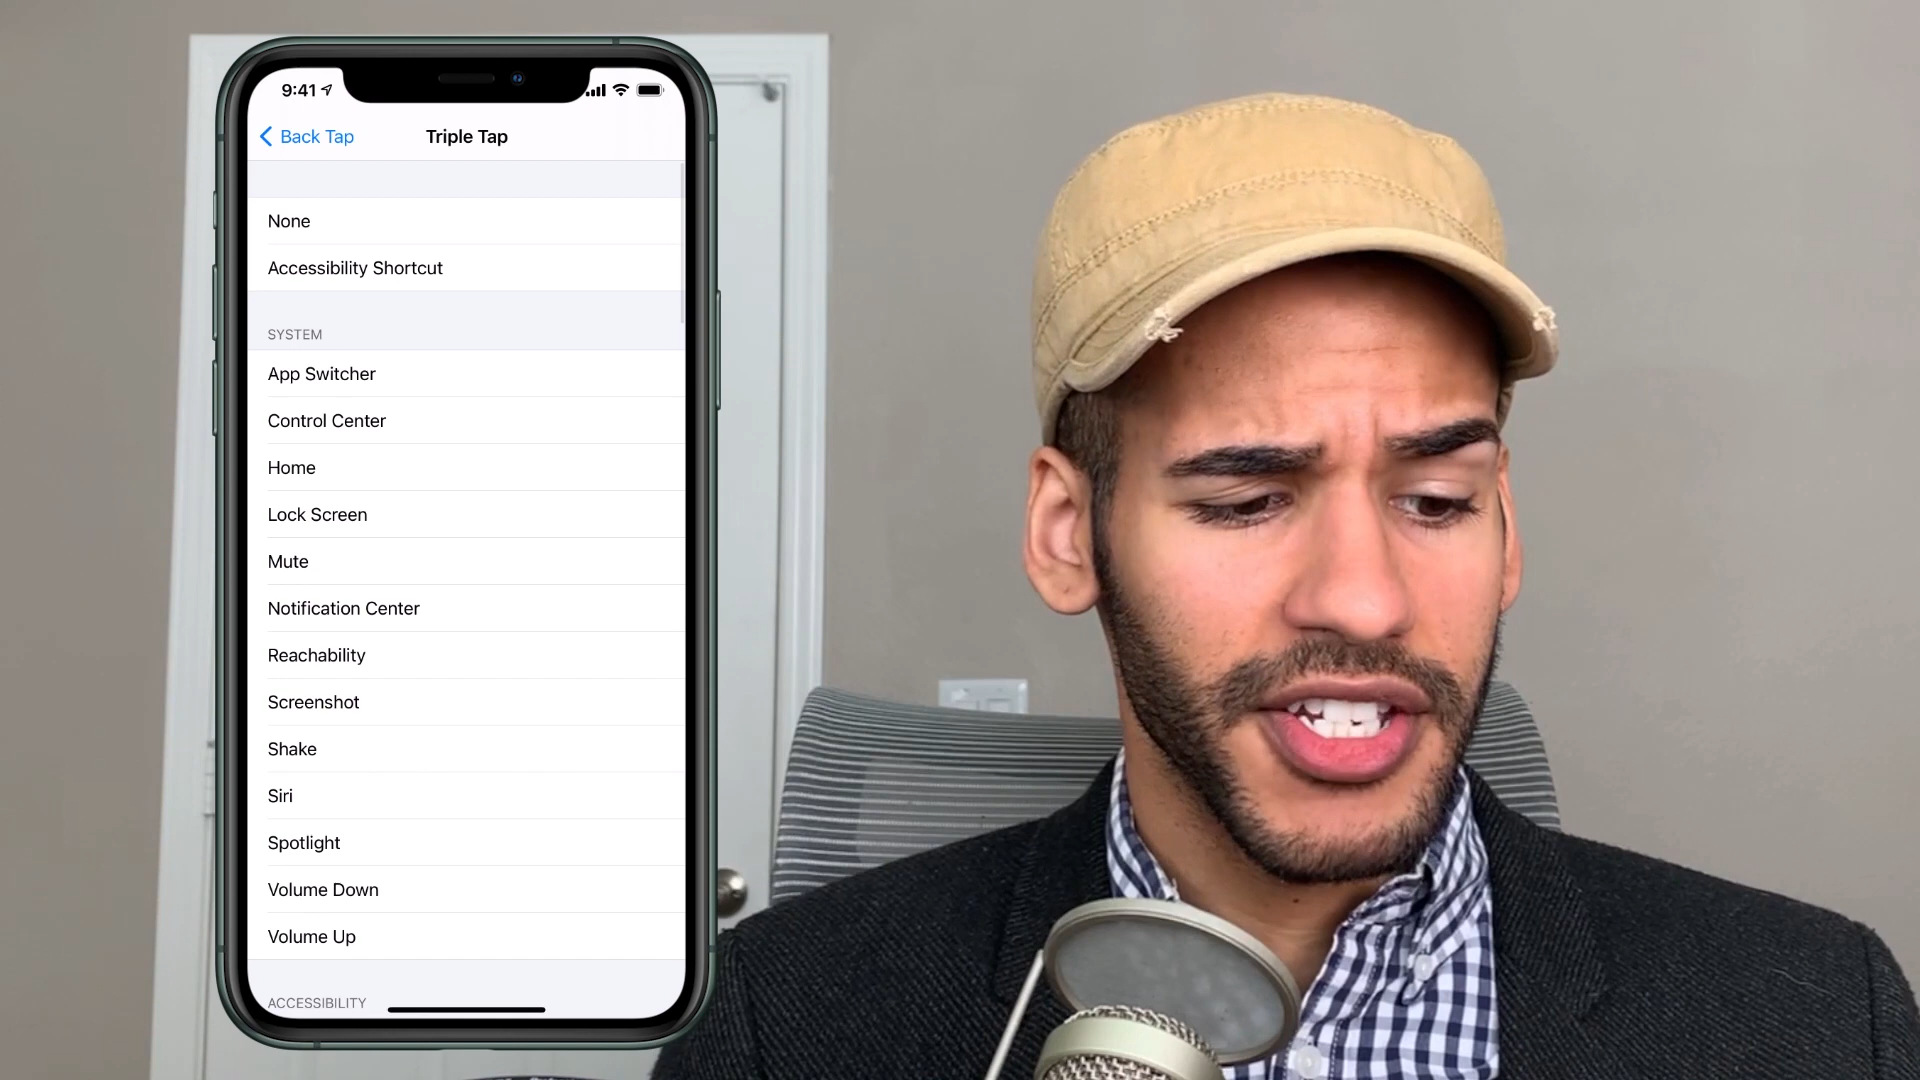 9:41
Back Tap
Triple Tap
None
Accessibility Shortcut
SYSTEM
App Switcher
Control Center
Home
Lock Screen
Mute
Notification Center
Reachability
Screenshot
Shake
Siri
Spotlight
Volume Down
Volume Up
ACCESSIBILITY